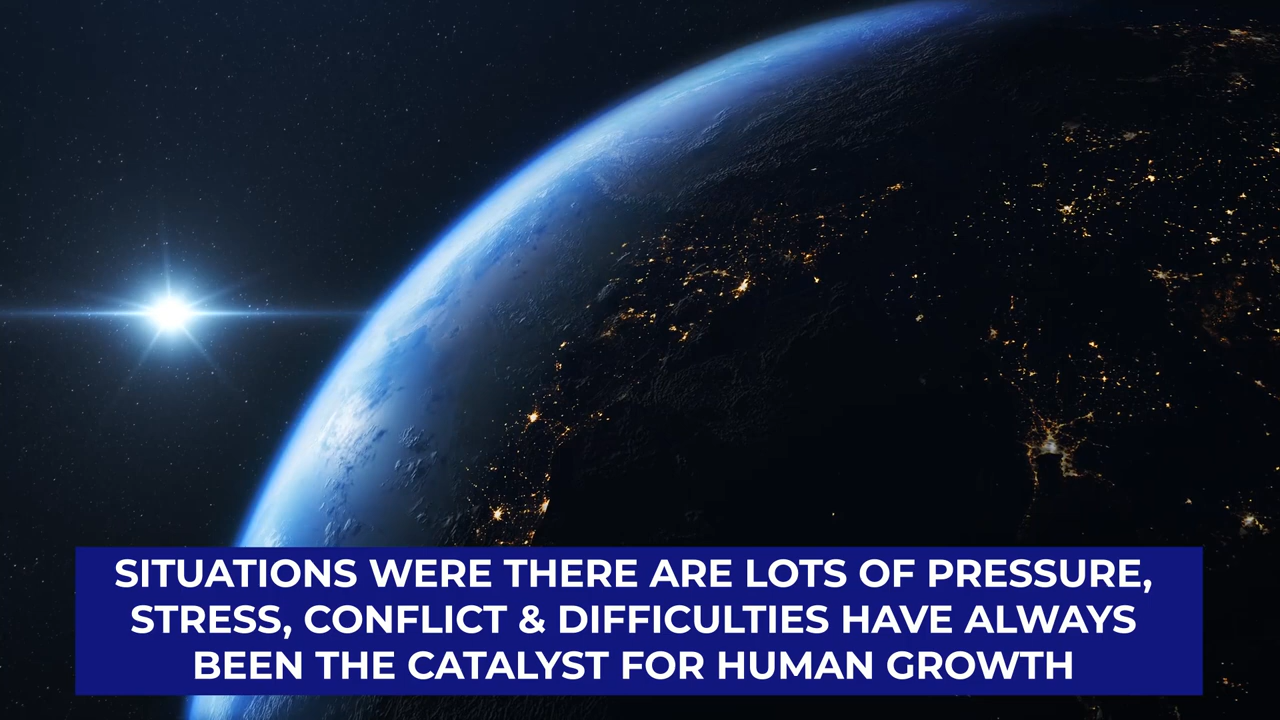 SITUATIONS WERE THERE ARE LOTS OF PRESSURE,
STRESS, CONFLICT & DIFFICULTIES HAVE ALWAYS
BEEN THE CATALYST FOR HUMAN GROWTH